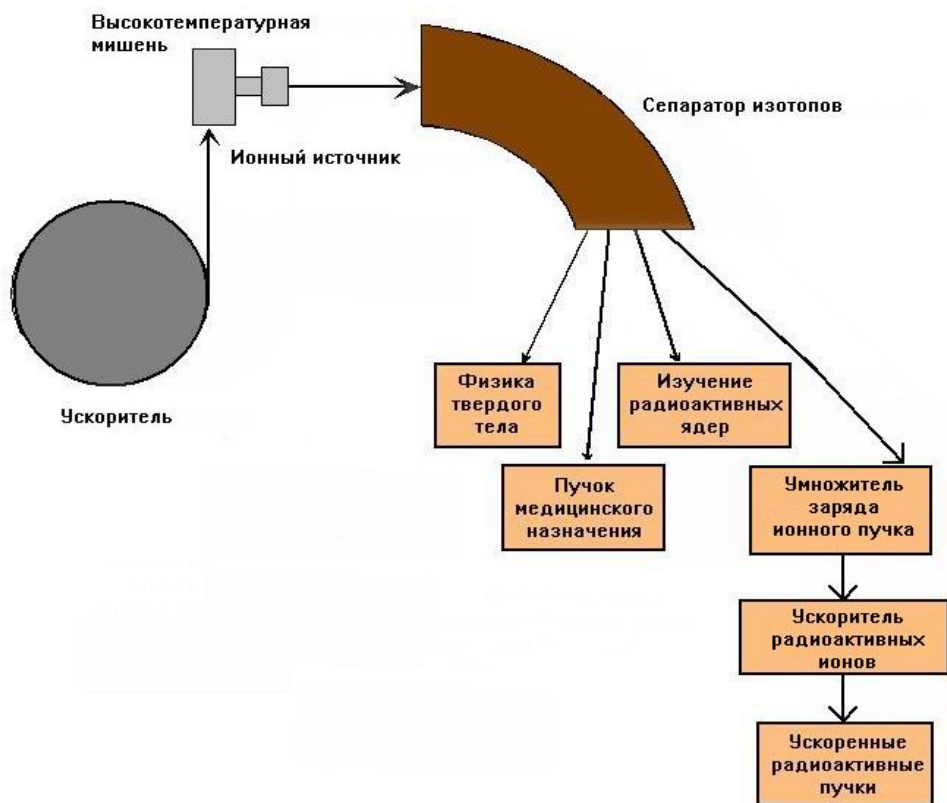 Высокотемпературная
мишень
Сепаратор изотопов
Ионный источник
Ускоритель
Физика
твердого
тела
Изучение
радиоактивных
ядер
Пучок
медицинского
назначения
Умножитель
заряда
ионного пучка
Ускоритель
радиоактивных
ионов
Ускоренные
радиоактивные
пучки